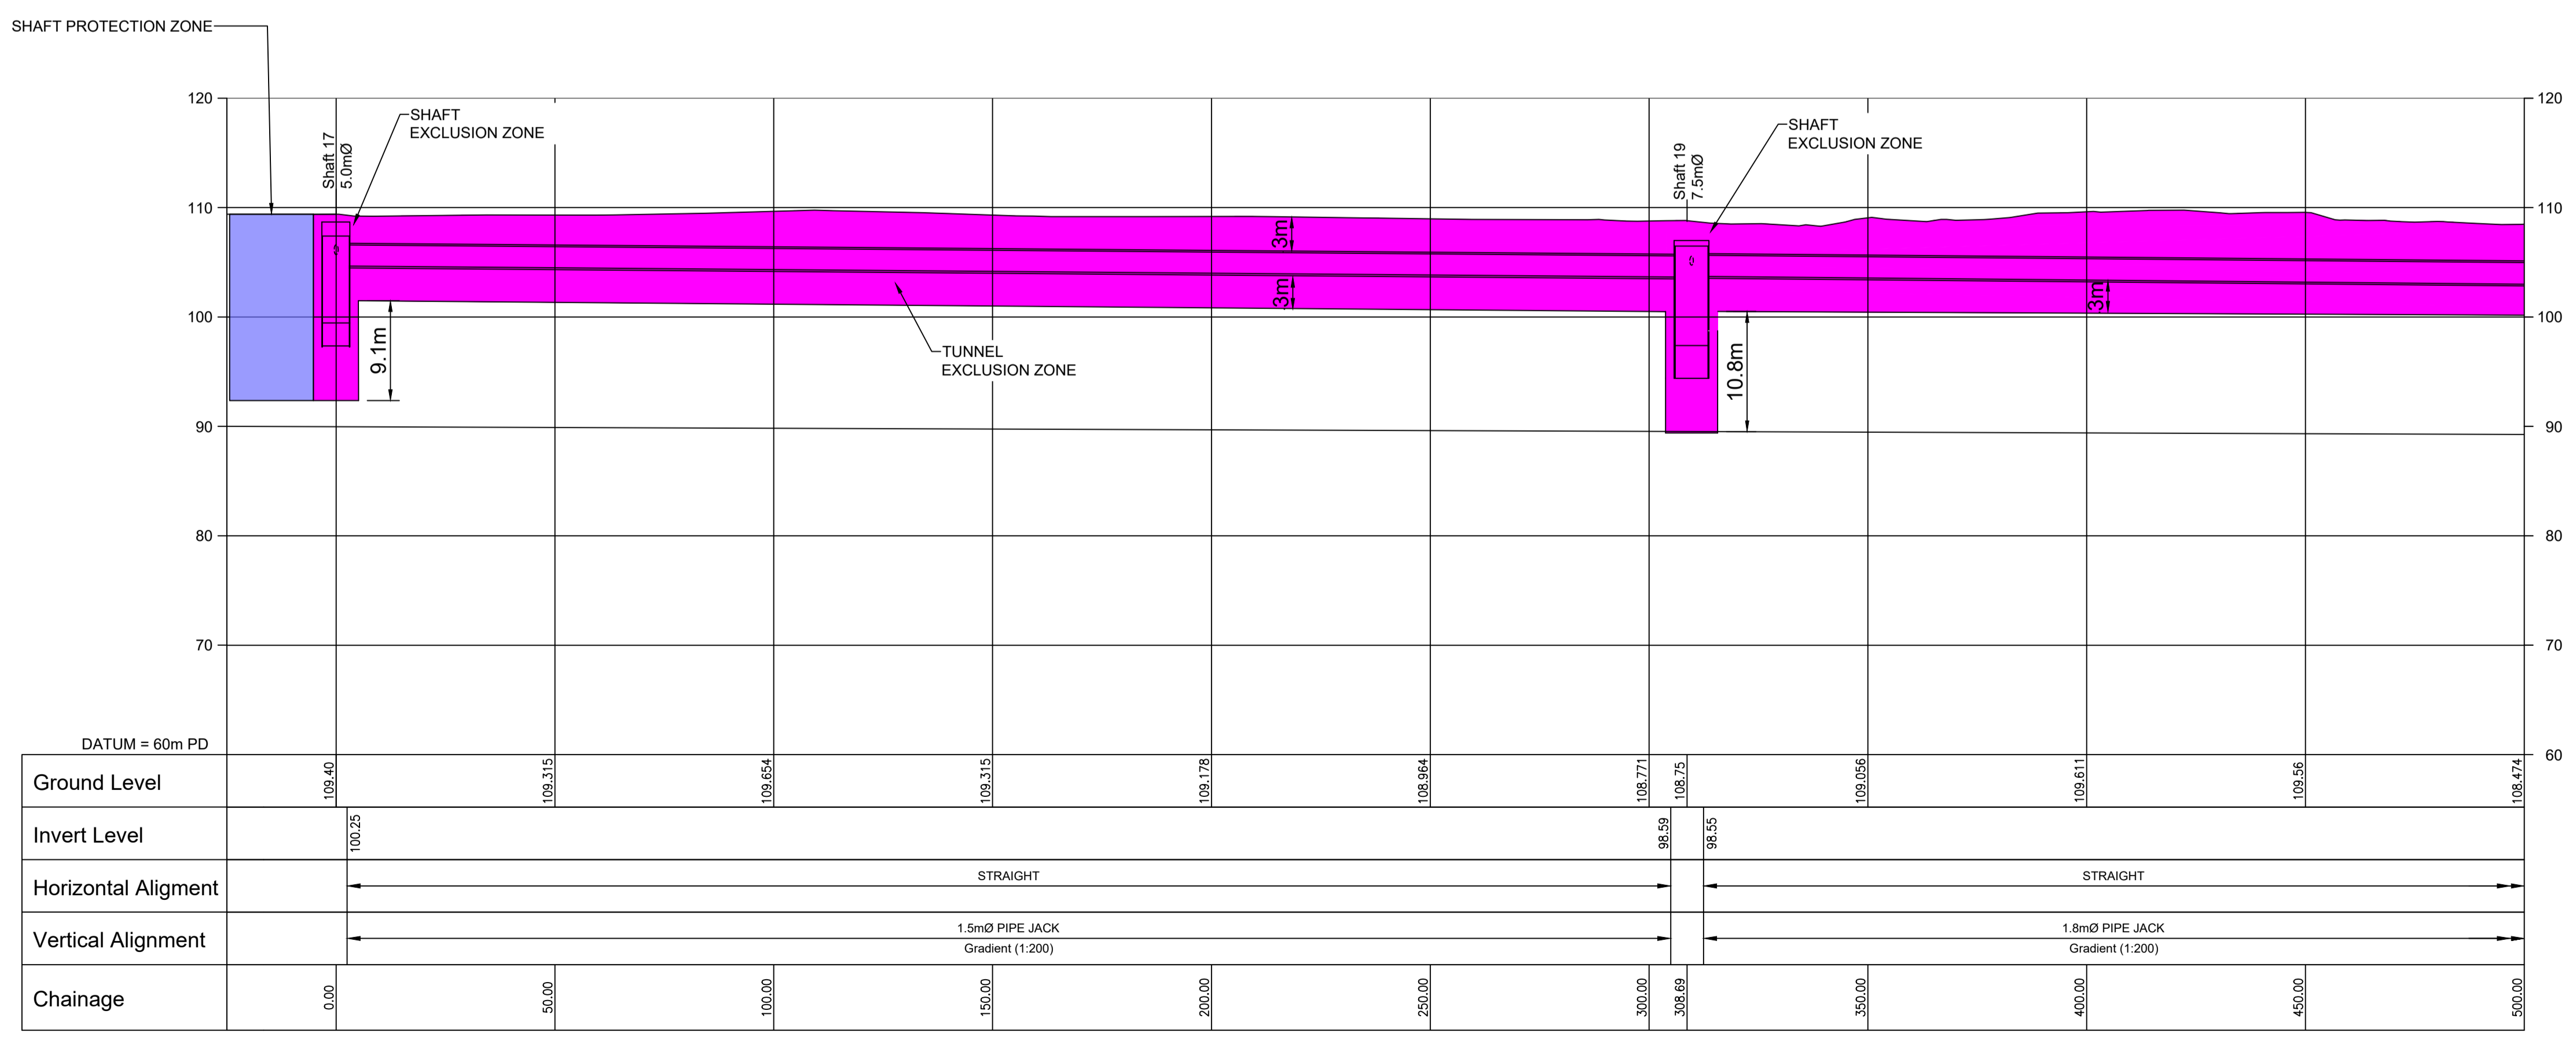 SHAFT PROTECTION ZONE
SHAFT
EXCLUSION ZONE
SHAFT
EXCLUSION ZONE
Shaft 17
5.0mØ
Shaft 19
7.5mØ
120
110
100
90
80
70
120
110
100
90
80
70
60
3m
3m
3m
9.1m
10.8m
TUNNEL
EXCLUSION ZONE
DATUM = 60m PD
Ground Level
109.40
109.315
109.654
109.315
109.178
108.964
108.771
108.75
109.056
109.611
109.56
108.474
Invert Level
100.25
98.59
98.55
Horizontal Aligment
STRAIGHT
STRAIGHT
Vertical Alignment
1.5mØ PIPE JACK
Gradient (1:200)
1.8mØ PIPE JACK
Gradient (1:200)
Chainage
0.00
50.00
100.00
150.00
200.00
250.00
300.00
308.69
350.00
400.00
450.00
500.00